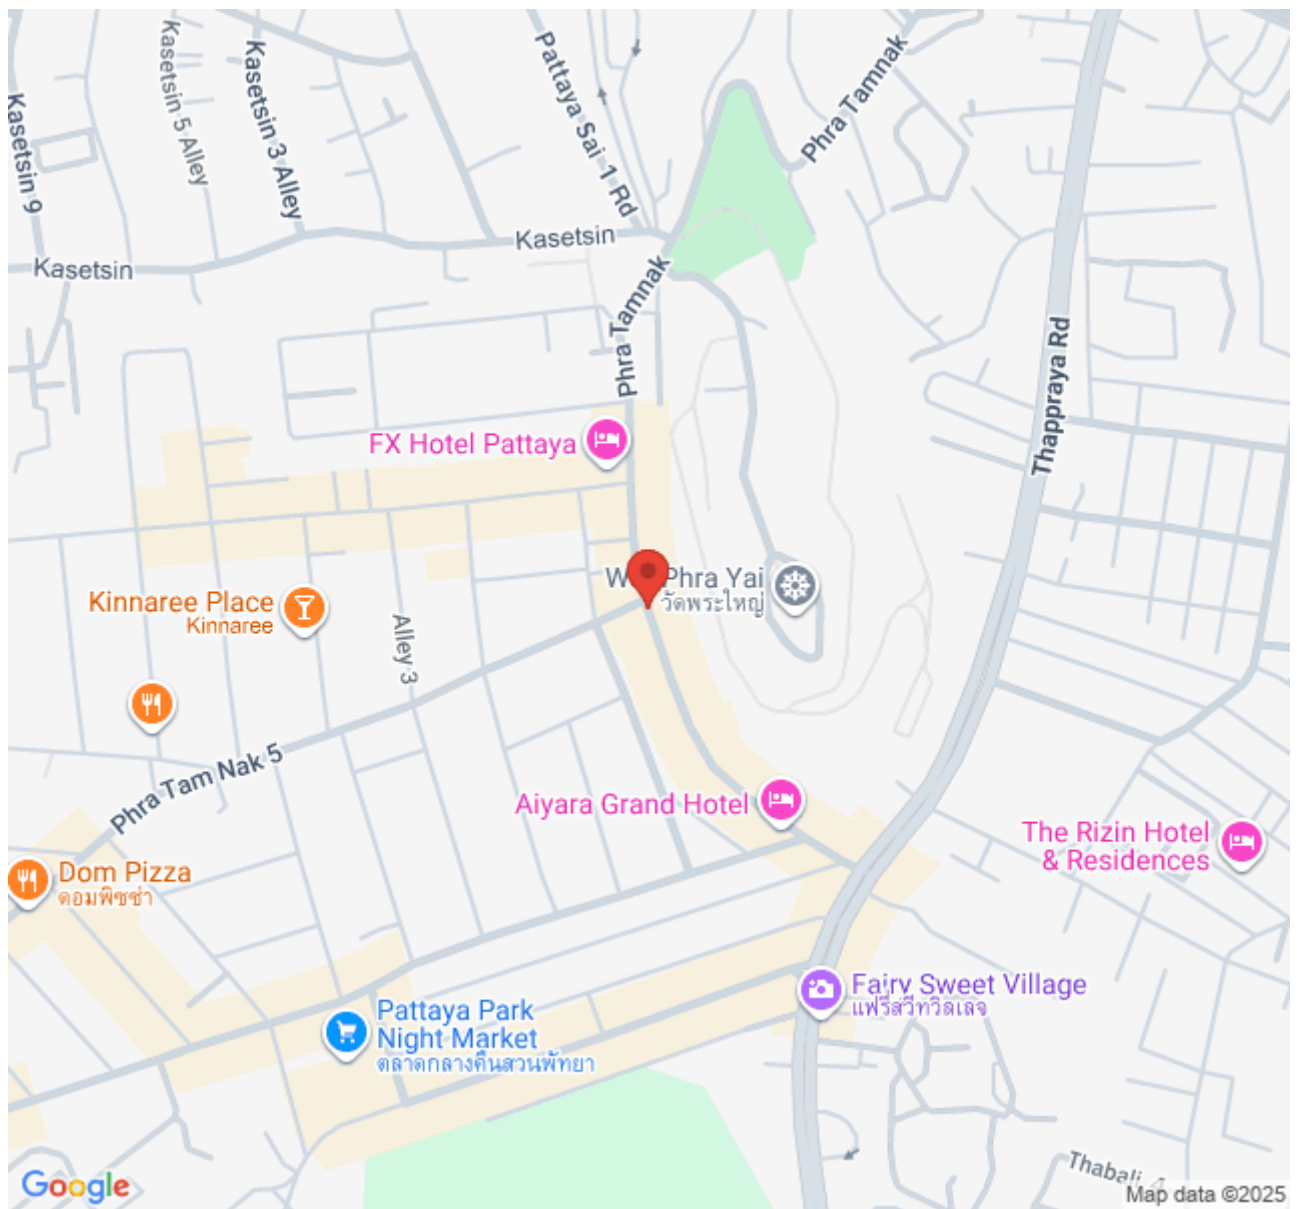 Kasetsin 9
Kasetsin 5 Alley
Kasetsin 3 Alley
Pattaya Sai 1 Rd
Phra Tamnak
Kasetsin
Kasetsin
Phra Tamnak
Thappraya Rd
FX Hotel Pattaya
Phra Yai
วัดพระใหญ่
Kinnaree Place
Kinnaree
Alley 3
Phra Tam Nak 5
Aiyara Grand Hotel
The Rizin Hotel
& Residences
Dom Pizza
ดอมพิซซ่า
Fairy Sweet Village
แฟรี่สวีทวิลเลจ
Pattaya Park
Night Market
ตลาดกลางคืนสวนพัทยา
Thabali
Google
Map data ©2025